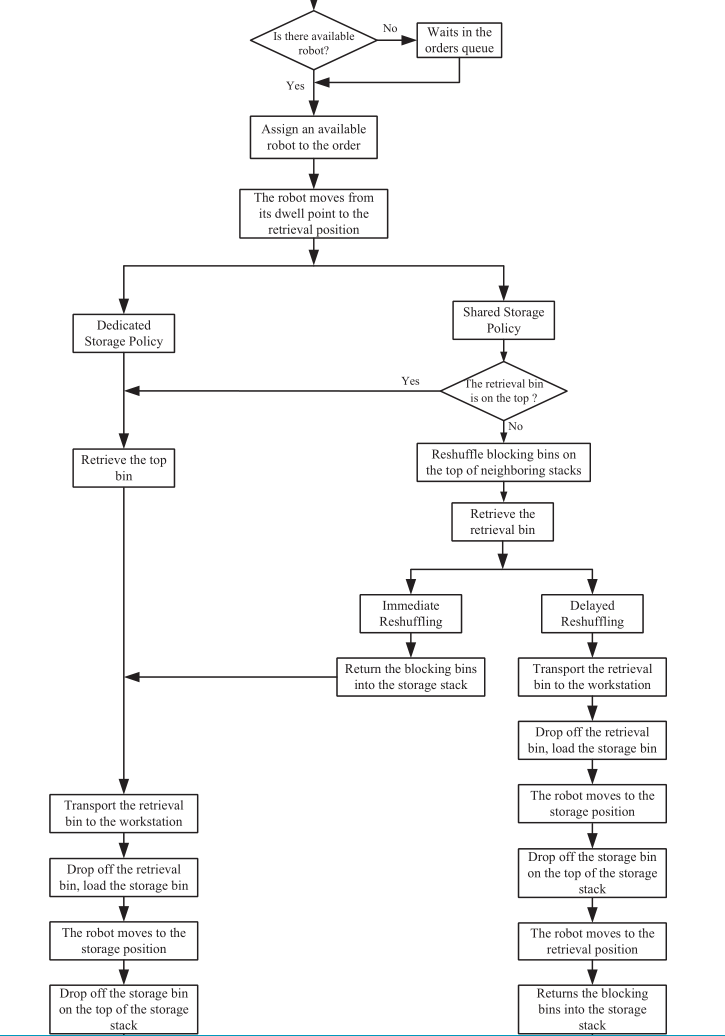 Is there available
robot?
No
Waits in the
orders queue
Yes
Assign an available
robot to the order
The robot moves from
its dwell point to the
retrieval position
Dedicated
Storage Policy
Shared Storage
Policy
Yes
The retrieval bin
is on the top ?
No
Retrieve the top
bin
Reshuffle blocking bins on
the top of neighboring stacks
Retrieve the
retrieval bin
Immediate
Reshuffling
Delayed
Reshuffling
Return the blocking bins
into the storage stack
Transport the retrieval
bin to the workstation
Drop off the retrieval
bin, load the storage bin
The robot moves to the
storage position
Drop off the storage bin
on the top of the storage
stack
The robot moves to the
retrieval position
Returns the blocking
bins into the storage
stack
Transport the retrieval
bin to the workstation
Drop off the retrieval
bin, load the storage bin
The robot moves to the
storage position
Drop off the storage bin
on the top of the storage
stack